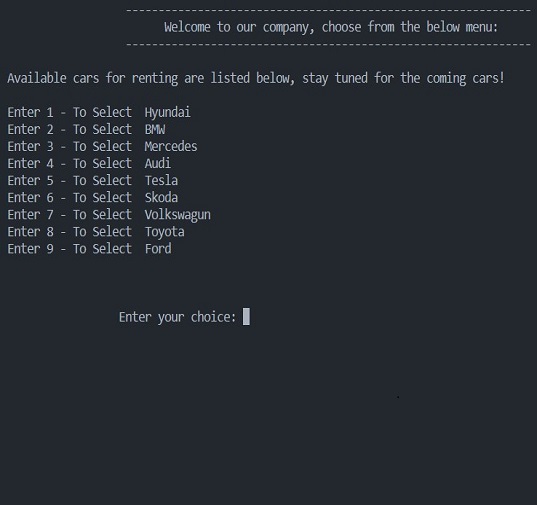 --------------------------------------------------------------
Welcome to our company, choose from the below menu:
--------------------------------------------------------------
Available cars for renting are listed below, stay tuned for the coming cars!
Enter 1 - To Select  Hyundai
Enter 2 - To Select  BMW
Enter 3 - To Select  Mercedes
Enter 4 - To Select  Audi
Enter 5 - To Select  Tesla
Enter 6 - To Select  Skoda
Enter 7 - To Select  Volkswagun
Enter 8 - To Select  Toyota
Enter 9 - To Select  Ford
Enter your choice: